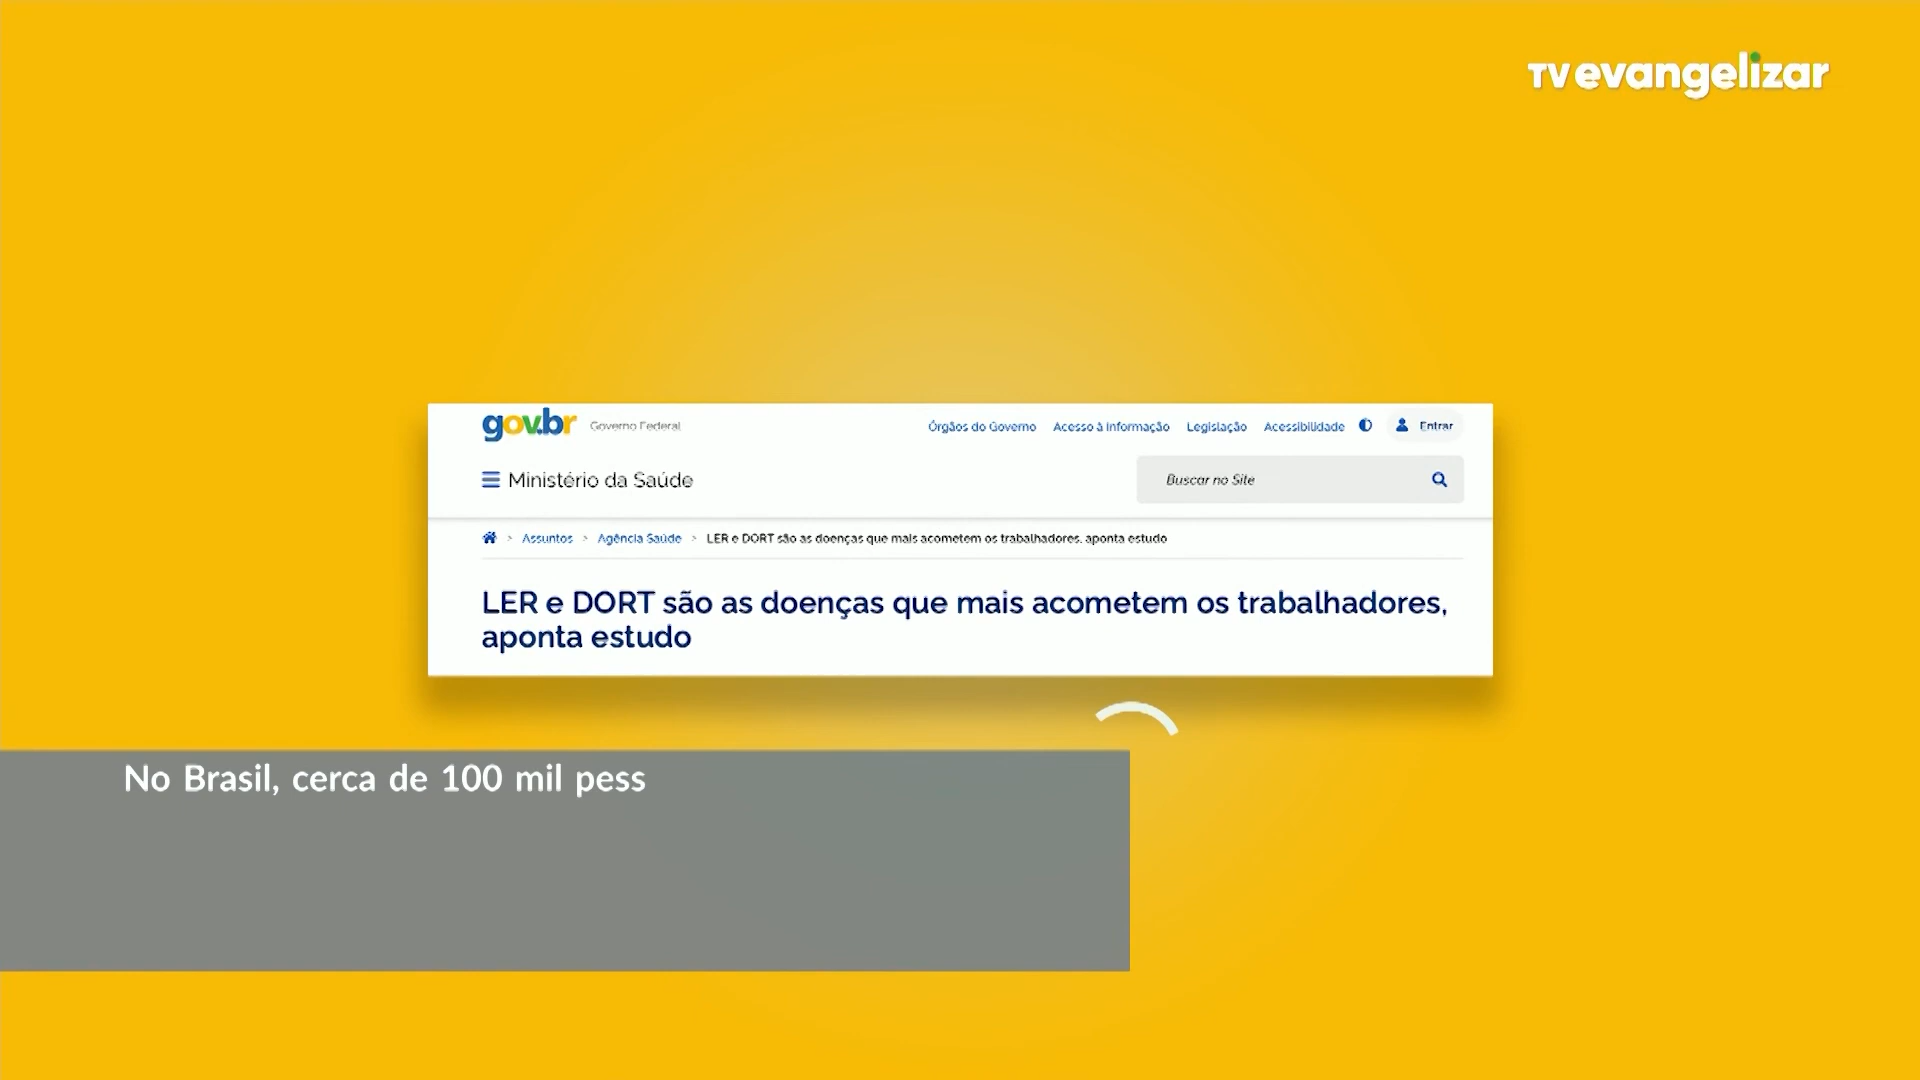 TV evangelizar
gov.br Governo Federal Órgãos do Governo Acesso à Informação Legislação Acessibilidade Entrar
Ministério da Saúde Buscar no Site
Assuntos > Agência Saúde > LER e DORT são as doenças que mais acometem os trabalhadores, aponta estudo
LER e DORT são as doenças que mais acometem os trabalhadores,
aponta estudo
No Brasil, cerca de 100 mil pess